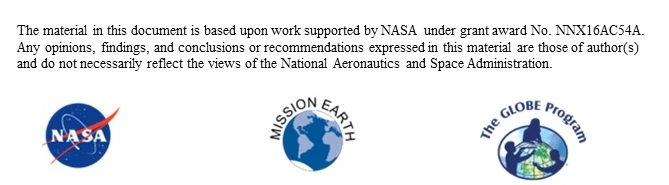 The material in this document is based upon work supported by NASA under grant award No. NNX16AC54A.
Any opinions, findings, and conclusions or recommendations expressed in this material are those of author(s)
and do not necessarily reflect the views of the National Aeronautics and Space Administration.
NASA
MISSION EARTH
The GLOBE Program